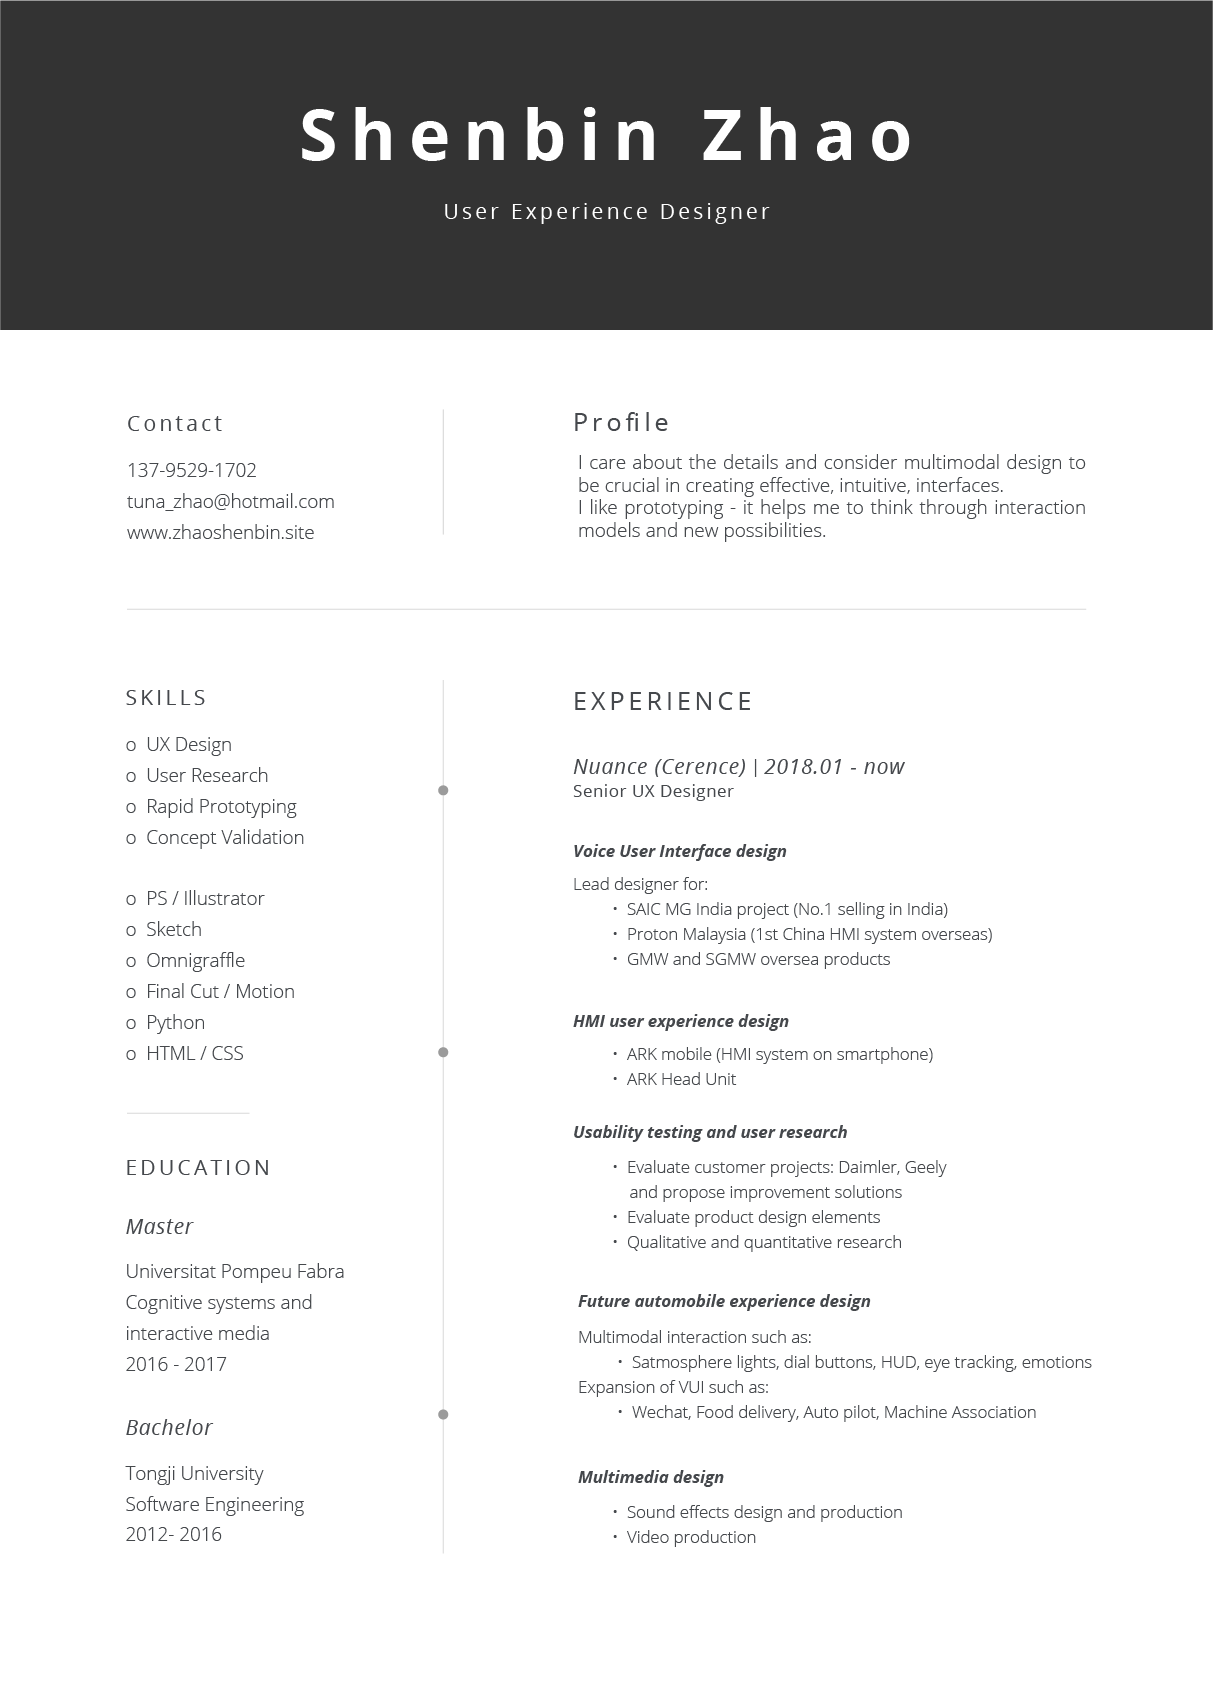 Shenbin Zhao
User Experience Designer
Contact
137-9529-1702
tuna_zhao@hotmail.com
www.zhaoshenbin.site
Profile
I care about the details and consider multimodal design to
be crucial in creating effective, intuitive, interfaces.
I like prototyping - it helps me to think through interaction
models and new possibilities.
SKILLS
o UX Design
o User Research
o Rapid Prototyping
o Concept Validation
o PS / Illustrator
o Sketch
o Omnigraffle
o Final Cut / Motion
o Python
o HTML / CSS
EDUCATION
Master
Universitat Pompeu Fabra
Cognitive systems and
interactive media
2016 - 2017
Bachelor
Tongji University
Software Engineering
2012- 2016
EXPERIENCE
Nuance (Cerence) | 2018.01 - now
Senior UX Designer
Voice User Interface design
Lead designer for:
• SAIC MG India project (No.1 selling in India)
• Proton Malaysia (1st China HMI system overseas)
• GMW and SGMW oversea products
HMI user experience design
• ARK mobile (HMI system on smartphone)
• ARK Head Unit
Usability testing and user research
• Evaluate customer projects: Daimler, Geely
and propose improvement solutions
• Evaluate product design elements
• Qualitative and quantitative research
Future automobile experience design
Multimodal interaction such as:
• Satmosphere lights, dial buttons, HUD, eye tracking, emotions
Expansion of VUI such as:
• Wechat, Food delivery, Auto pilot, Machine Association
Multimedia design
• Sound effects design and production
• Video production